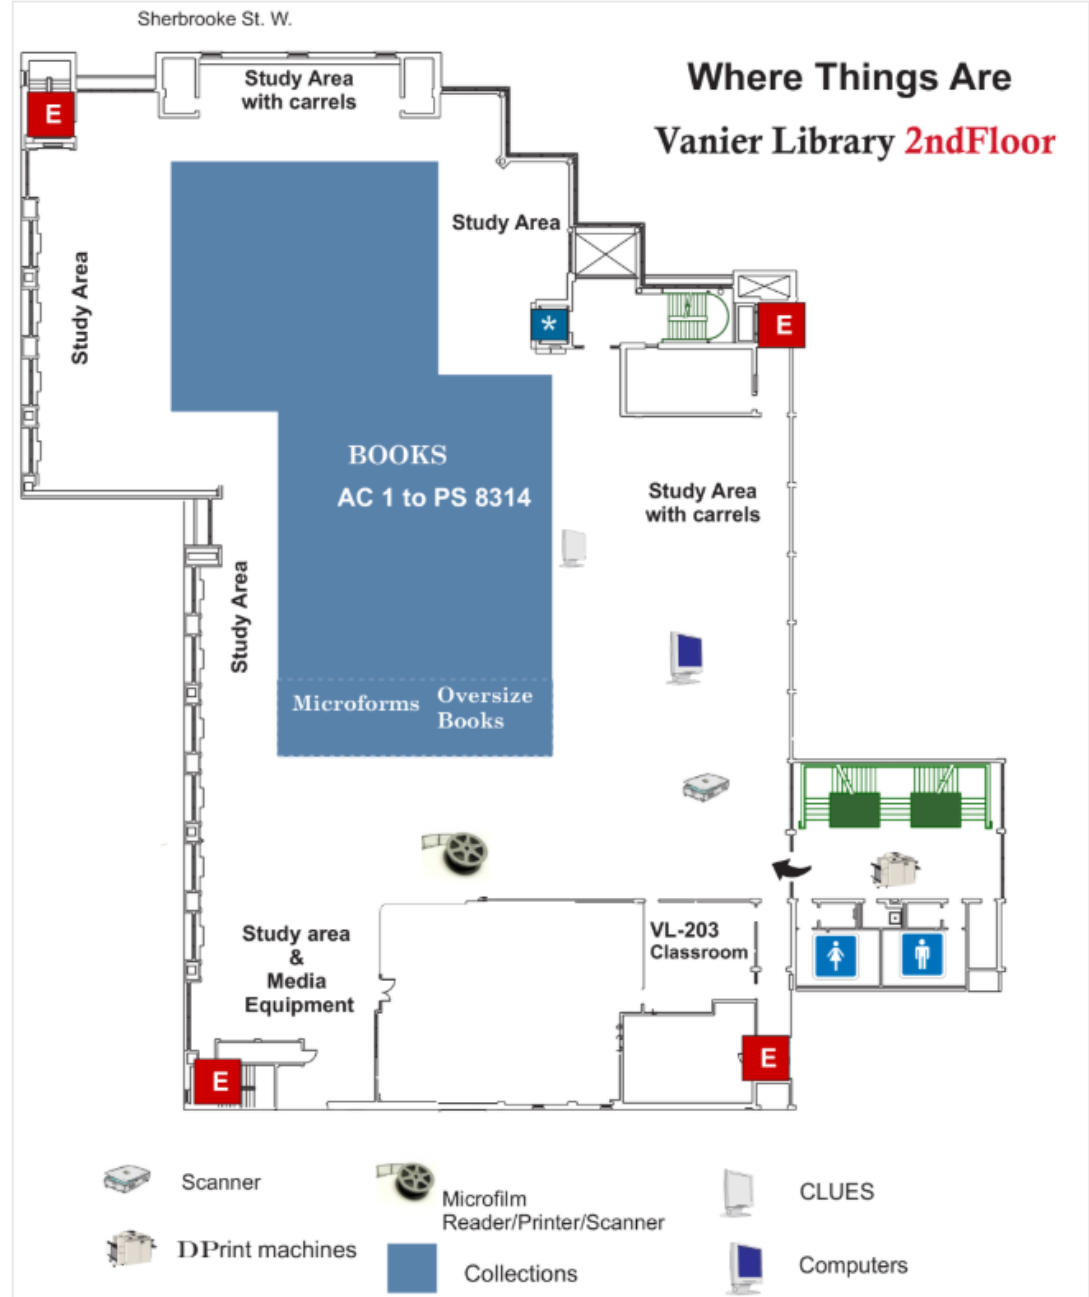 Sherbrooke St. W.
Where Things Are
Vanier Library 2ndFloor
Study Area
with carrels
E
Study Area
Study Area
*
E
BOOKS
AC 1 to PS 8314
Study Area
with carrels
Study Area
Microforms
Oversize
Books
Study area
&
Media
Equipment
VL-203
Classroom
E
E
Scanner
Microfilm
Reader/Printer/Scanner
CLUES
DPrint machines
Collections
Computers